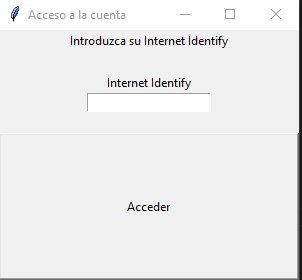 Acceso a la cuenta
Introduzca su Internet Identify
Internet Identify
Acceder